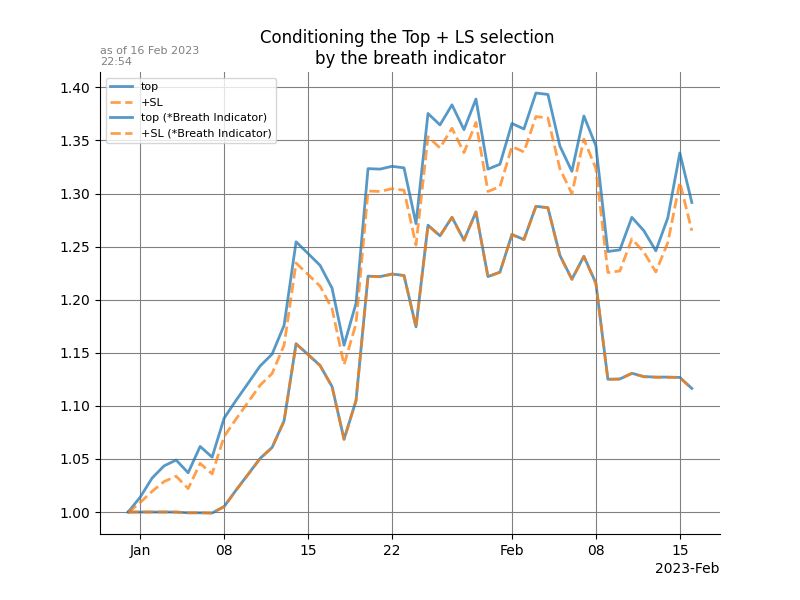 Conditioning the Top + LS selection
by the breath indicator
as of 16 Feb 2023
22:54
top
+SL
top (*Breath Indicator)
+SL (*Breath Indicator)
1.40
1.35
1.30
1.25
1.20
1.15
1.10
1.05
1.00
Jan 08 15 22 Feb 08 15
2023-Feb